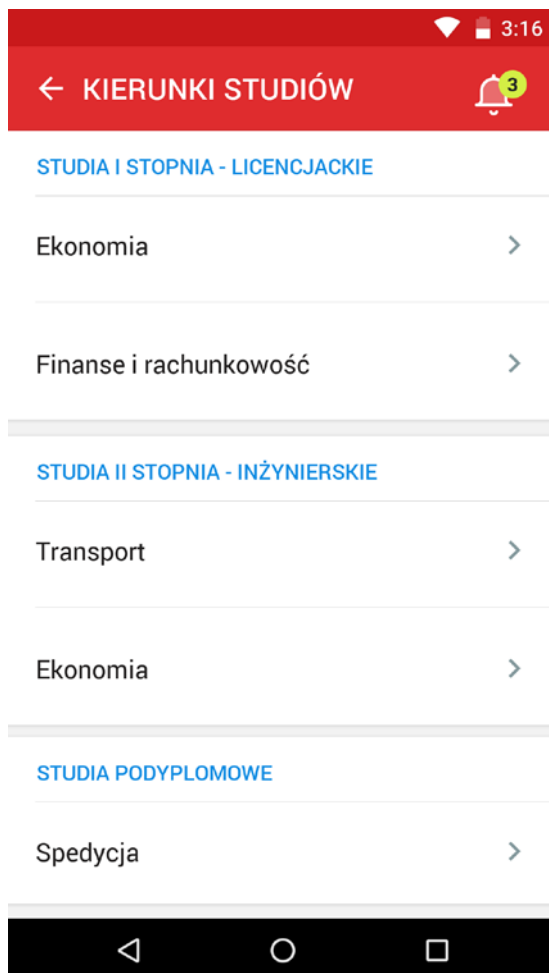 3:16
KIERUNKI STUDIÓW
3
STUDIA I STOPNIA - LICENCJACKIE
Ekonomia
Finanse i rachunkowość
STUDIA II STOPNIA - INŻYNIERSKIE
Transport
Ekonomia
STUDIA PODYPLOMOWE
Spedycja